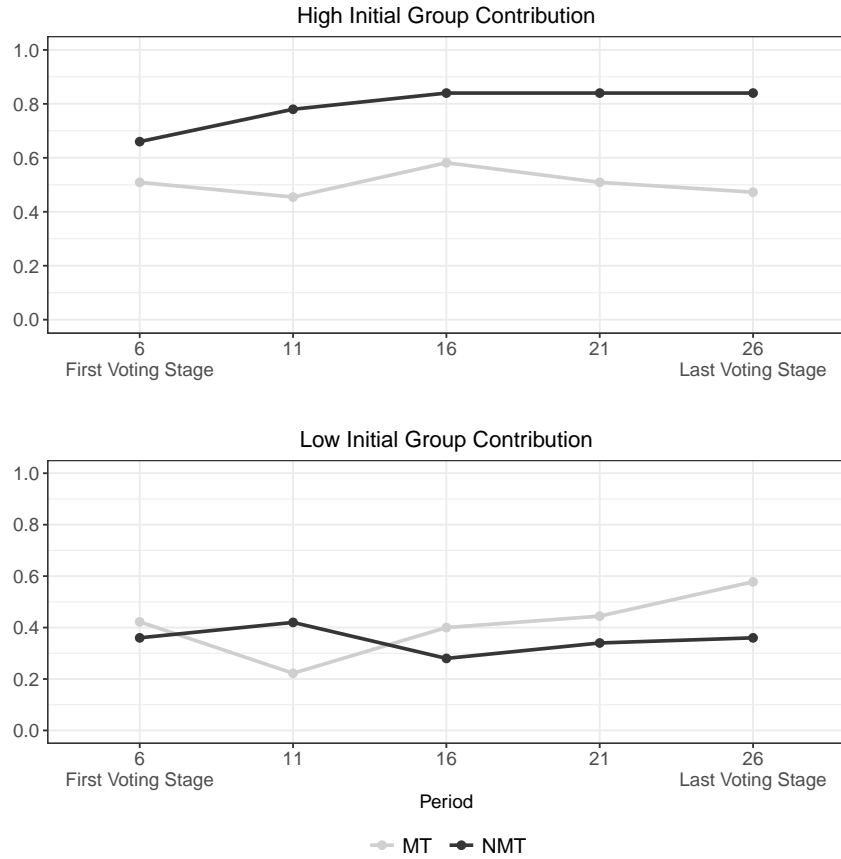 High Initial Group Contribution
1.0
0.8
0.6
0.4
0.2
0.0
6 11 16 21 26
First Voting Stage Last Voting Stage
Low Initial Group Contribution
1.0
0.8
0.6
0.4
0.2
0.0
6 11 16 21 26
First Voting Stage Last Voting Stage
Period
MT NMT